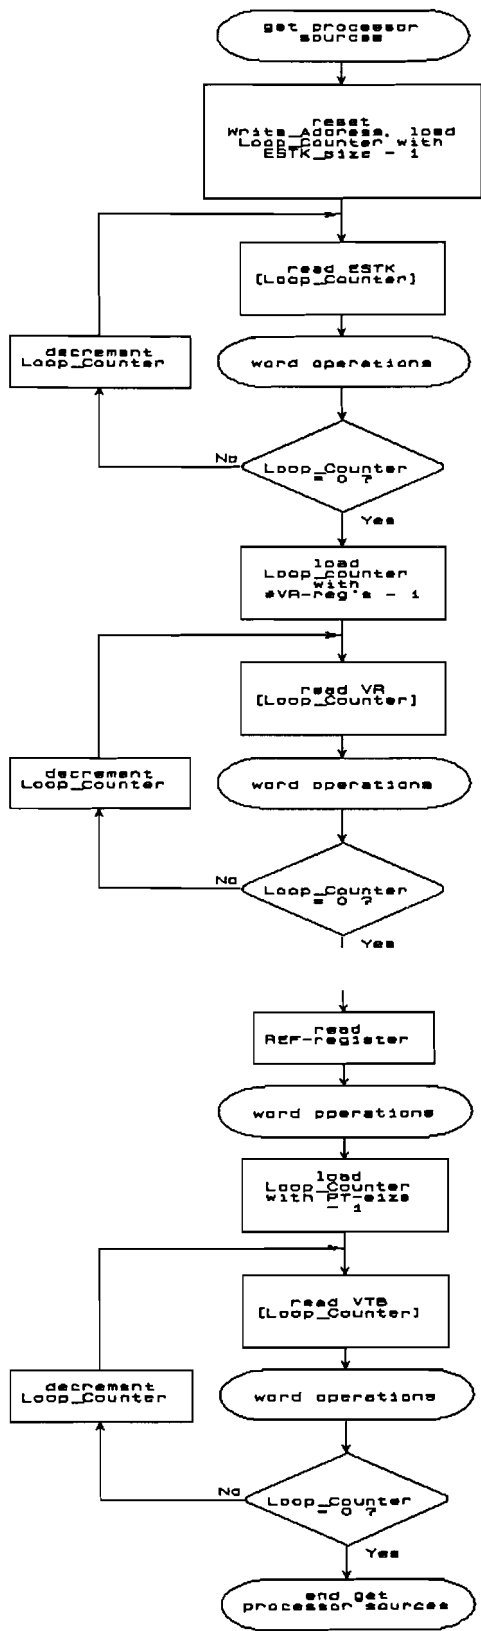 get processor
sources
reset
Write_Address, load
Loop_Counter with
ESTK_size - 1
read ESTK
[Loop_Counter]
decrement
Loop_Counter
word operations
No
Loop_Counter
= 0 ?
Yes
load
Loop_counter
with
#VR-reg's - 1
read VR
[Loop_Counter]
decrement
Loop_Counter
word operations
No
Loop_Counter
= 0 ?
Yes
read
REF-register
word operations
load
Loop_Counter
with PT-size
- 1
read VTB
[Loop_Counter]
decrement
Loop_Counter
word operations
No
Loop_Counter
= 0 ?
Yes
end get
processor sources